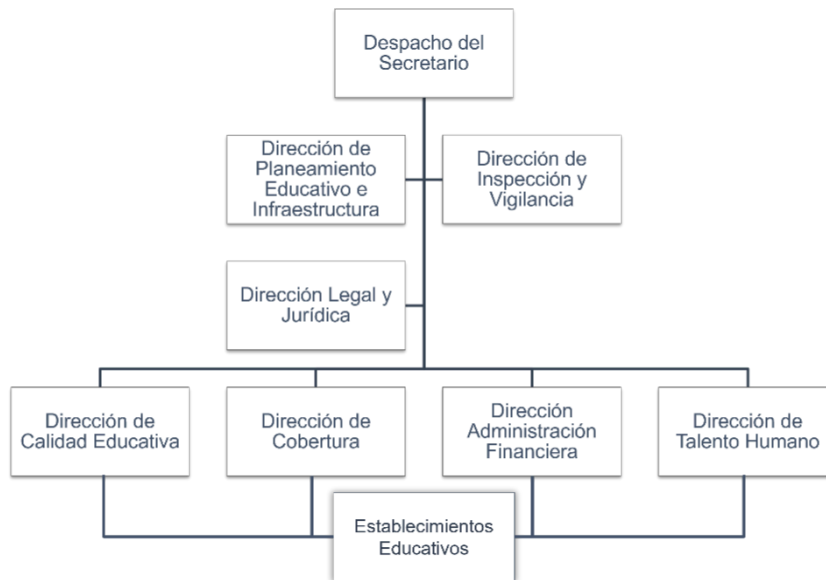 Despacho del
Secretario
Dirección de
Planeamiento
Educativo e
Infraestructura
Dirección de
Inspección y
Vigilancia
Dirección Legal y
Jurídica
Dirección de
Calidad Educativa
Dirección de
Cobertura
Dirección
Administración
Financiera
Dirección de
Talento Humano
Establecimientos
Educativos